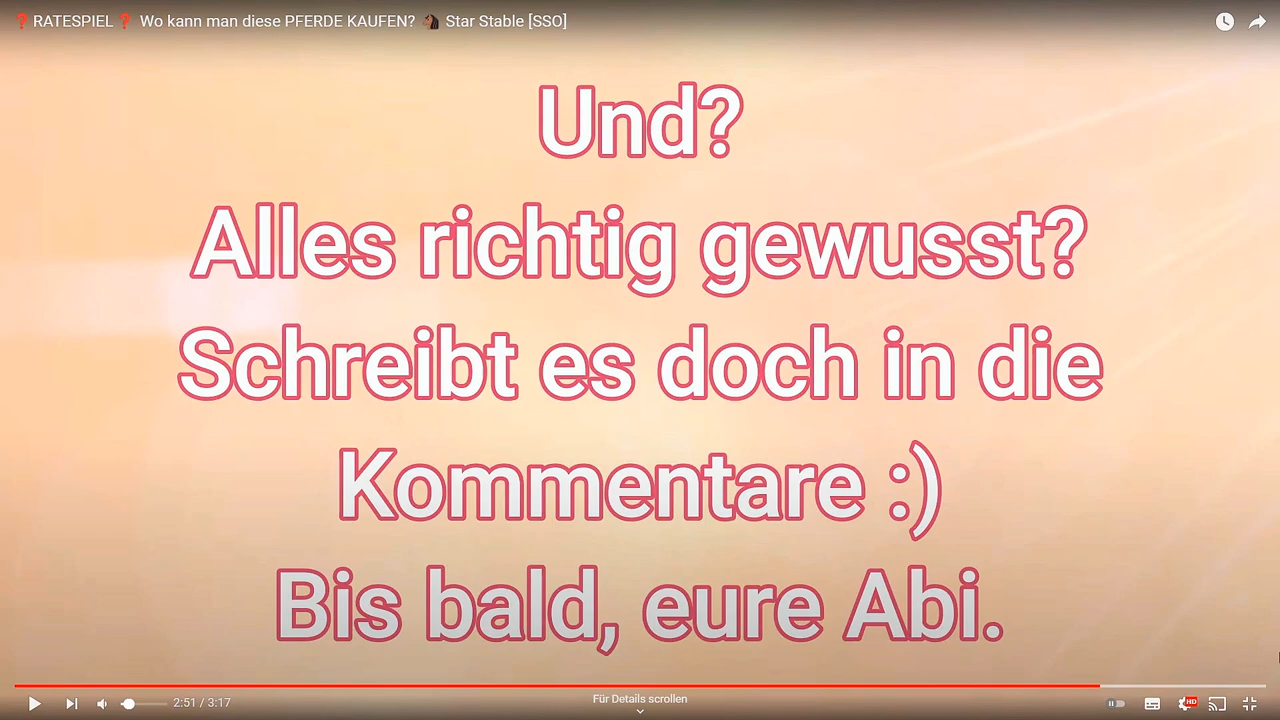 ❓RATESPIEL❓ Wo kann man diese PFERDE KAUFEN? 🐴 Star Stable [SSO]
Und?
Alles richtig gewusst?
Schreibt es doch in die
Kommentare :)
Bis bald, eure Abi.
2:51 / 3:17
Für Details scrollen
HD